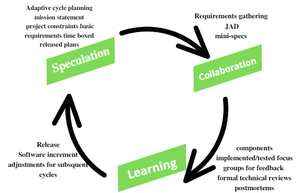 Adaptive cycle planning
mission statement
project constraints basic
requirements time boxed
released plans
Speculation
Requirements gathering
JAD
mini-specs
Collaboration
components
implemented/tested focus
groups for feedback
formal technical reviews
postmortems
Learning
Release
Software increment
adjustments for subsequent
cycles